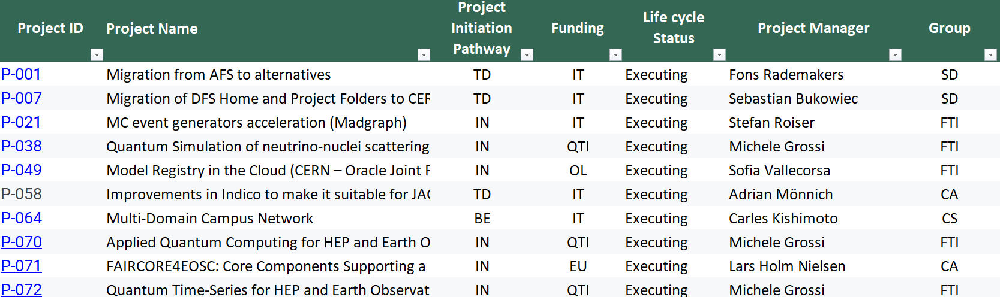 Project ID Project Name Project Initiation Pathway Funding Life cycle Status Project Manager Group
P-001 Migration from AFS to alternatives TD IT Executing Fons Rademakers SD
P-007 Migration of DFS Home and Project Folders to CER TD IT Executing Sebastian Bukowiec SD
P-021 MC event generators acceleration (Madgraph) IN IT Executing Stefan Roiser FTI
P-038 Quantum Simulation of neutrino-nuclei scattering IN QTI Executing Michele Grossi FTI
P-049 Model Registry in the Cloud (CERN – Oracle Joint R IN OL Executing Sofia Vallecorsa FTI
P-058 Improvements in Indico to make it suitable for JAC TD IT Executing Adrian Mönnich CA
P-064 Multi-Domain Campus Network BE IT Executing Carles Kishimoto CS
P-070 Applied Quantum Computing for HEP and Earth O IN QTI Executing Michele Grossi FTI
P-071 FAIRCORE4EOSC: Core Components Supporting a IN EU Executing Lars Holm Nielsen CA
P-072 Quantum Time-Series for HEP and Earth Observat IN QTI Executing Michele Grossi FTI